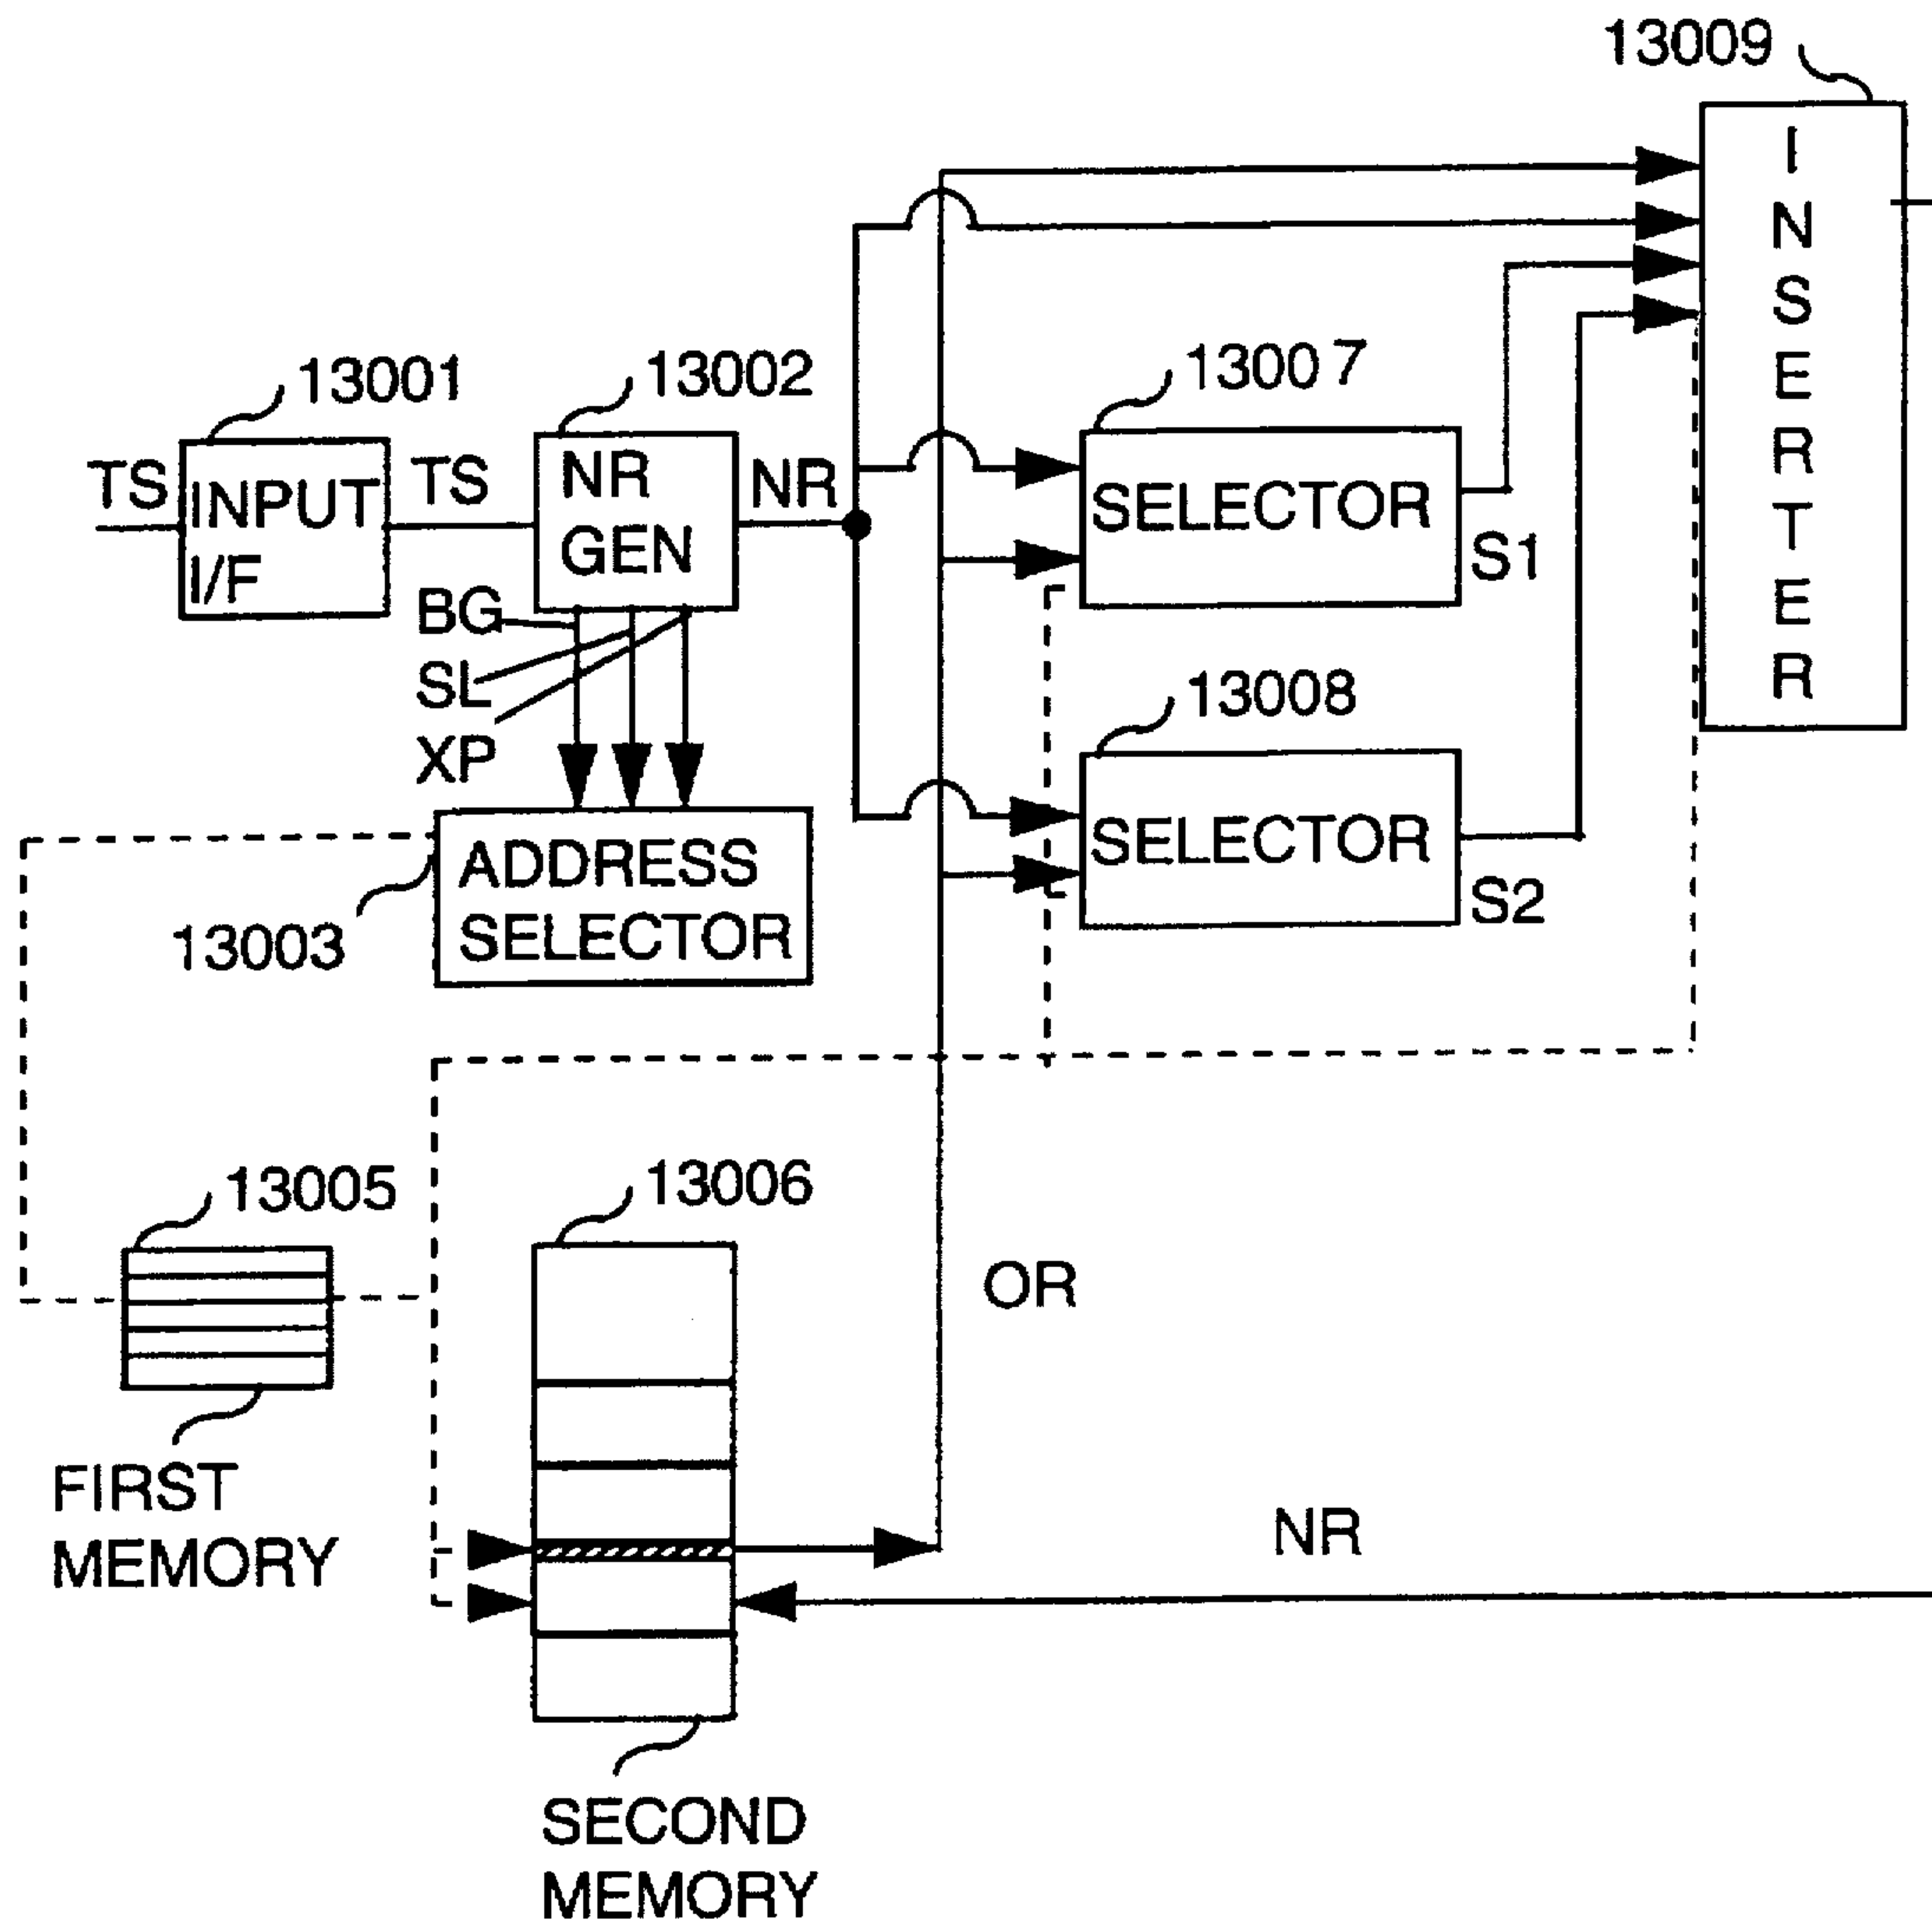 13009
INSERTER
13001
13002
13007
TS
INPUT
I/F
TS
NR
GEN
NR
SELECTOR
S1
BG
SL
XP
13008
ADDRESS
SELECTOR
13003
SELECTOR
S2
13005
13006
OR
FIRST
MEMORY
NR
SECOND
MEMORY